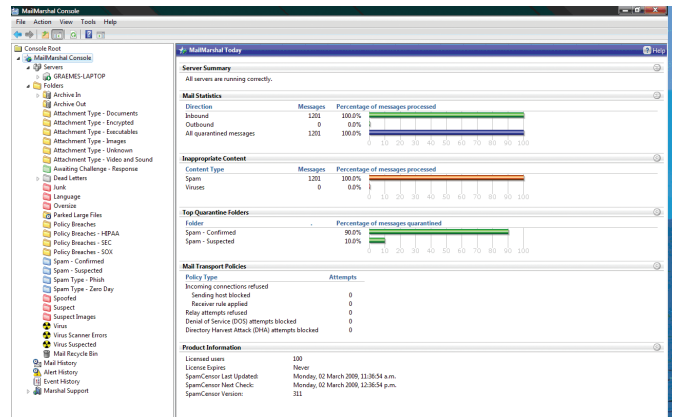 MailMarshal Console
File Action View Tools Help
Console Root
MailMarshal Console
Servers
GRAEMES-LAPTOP
Folders
Archive In
Archive Out
Attachment Type - Documents
Attachment Type - Encrypted
Attachment Type - Executables
Attachment Type - Images
Attachment Type - Unknown
Attachment Type - Video and Sound
Awaiting Challenge - Response
Dead Letters
Junk
Language
Oversize
Parked Large Files
Policy Breaches
Policy Breaches - HIPAA
Policy Breaches - SEC
Policy Breaches - SOX
Spam - Confirmed
Spam - Suspected
Spam Type - Phish
Spam Type - Zero Day
Spoofed
Suspect
Suspect Images
Virus
Virus Scanner Errors
Virus Suspected
Mail Recycle Bin
Mail History
Alert History
Event History
Marshal Support
MailMarshal Today Help
Server Summary
All servers are running correctly.
Mail Statistics
Direction Messages Percentage of messages processed
Inbound 1201 100.0%
Outbound 0 0.0%
All quarantined messages 1201 100.0%
0 10 20 30 40 50 60 70 80 90 100
Inappropriate Content
Content Type Messages Percentage of messages processed
Spam 1201 100.0%
Viruses 0 0.0%
0 10 20 30 40 50 60 70 80 90 100
Top Quarantine Folders
Folder . Percentage of messages quarantined
Spam - Confirmed 90.0%
Spam - Suspected 10.0%
0 10 20 30 40 50 60 70 80 90 100
Mail Transport Policies
Policy Type Attempts
Incoming connections refused
Sending host blocked 0
Receiver rule applied 0
Relay attempts refused 0
Denial of Service (DOS) attempts blocked 0
Directory Harvest Attack (DHA) attempts blocked 0
Product Information
Licensed users 100
License Expires Never
SpamCensor Last Updated: Monday, 02 March 2009, 11:36:54 a.m.
SpamCensor Next Check: Monday, 02 March 2009, 12:36:54 p.m.
SpamCensor Version: 311